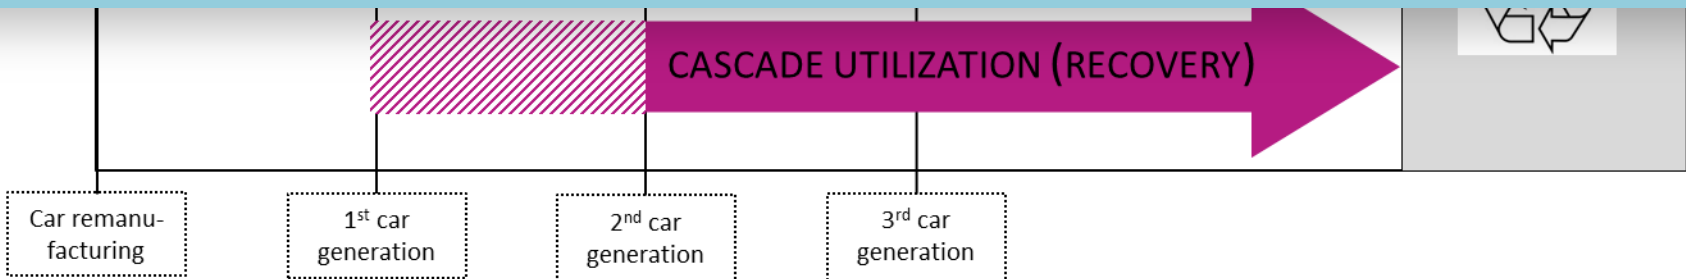 CASCADE UTILIZATION (RECOVERY)
Car remanu-
facturing
1st car
generation
2nd car
generation
3rd car
generation